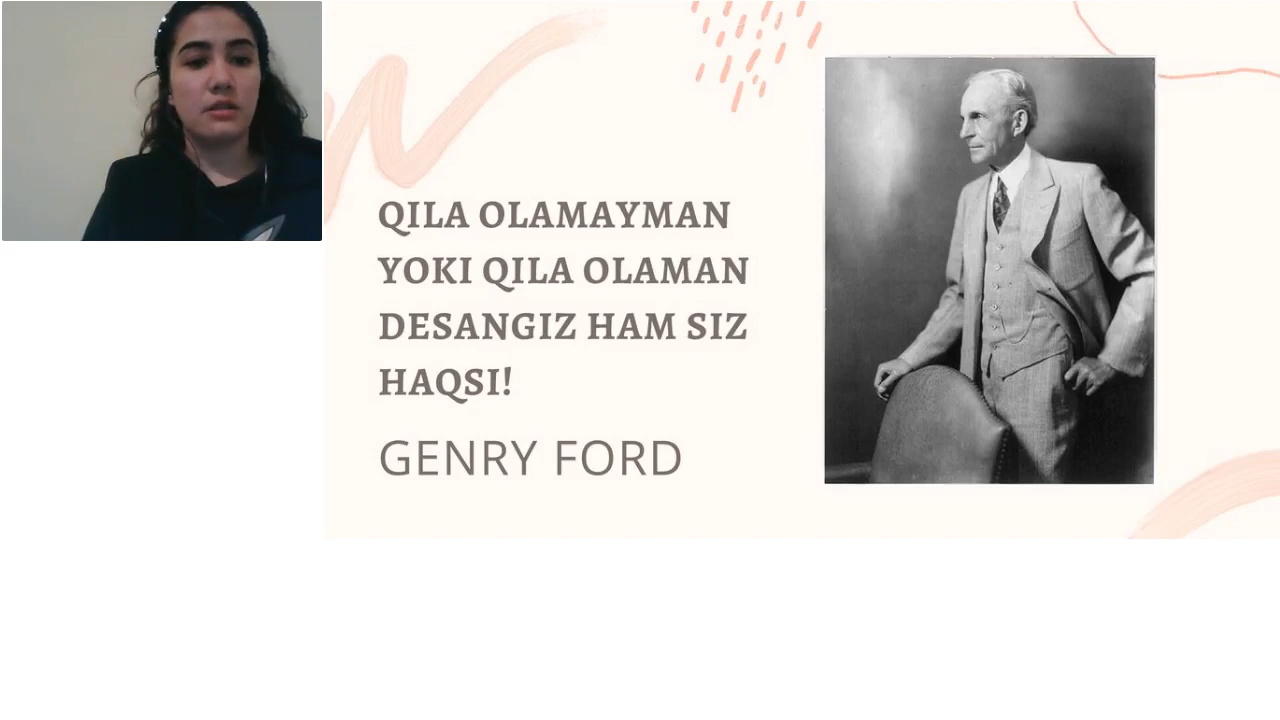 QILA OLAMAYMAN
YOKI QILA OLAMAN
DESANGIZ HAM SIZ
HAQSI!
GENRY FORD